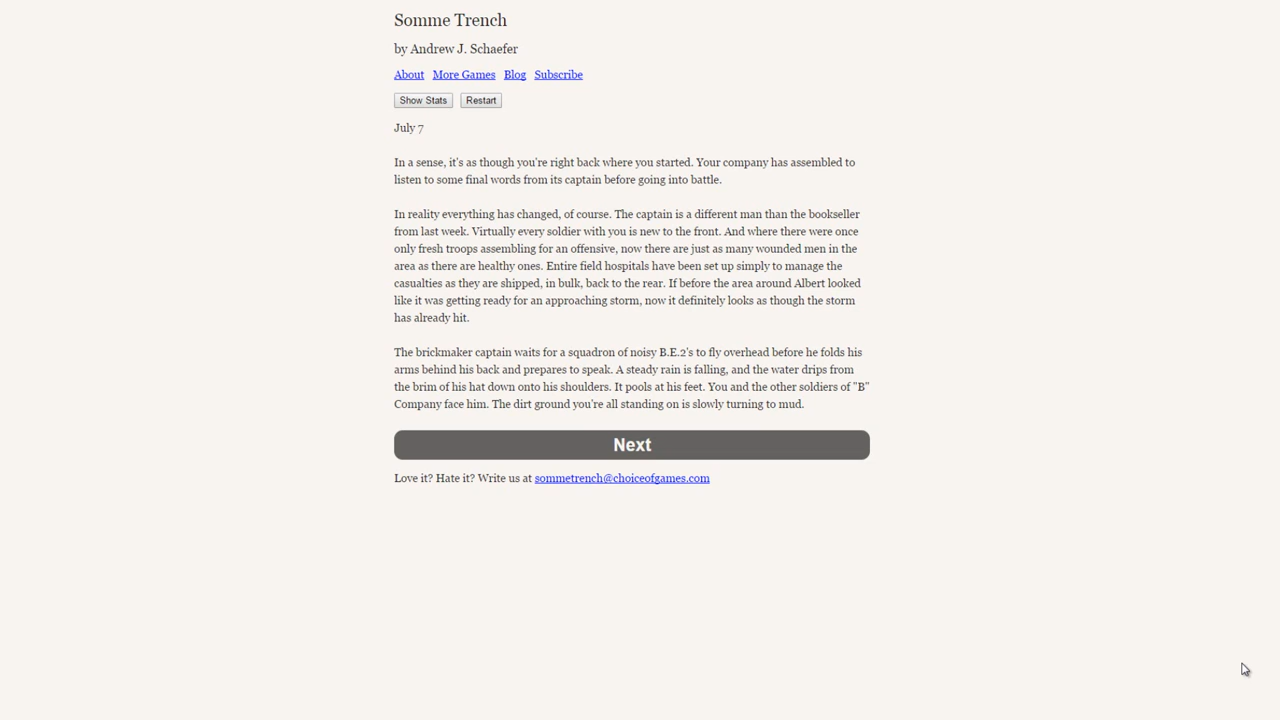 Somme Trench
by Andrew J. Schaefer
About More Games Blog Subscribe
Show Stats Restart
July 7
In a sense, it's as though you're right back where you started. Your company has assembled to
listen to some final words from its captain before going into battle.
In reality everything has changed, of course. The captain is a different man than the bookseller
from last week. Virtually every soldier with you is new to the front. And where there were once
only fresh troops assembling for an offensive, now there are just as many wounded men in the
area as there are healthy ones. Entire field hospitals have been set up simply to manage the
casualties as they are shipped, in bulk, back to the rear. If before the area around Albert looked
like it was getting ready for an approaching storm, now it definitely looks as though the storm
has already hit.
The brickmaker captain waits for a squadron of noisy B.E.2's to fly overhead before he folds his
arms behind his back and prepares to speak. A steady rain is falling, and the water drips from
the brim of his hat down onto his shoulders. It pools at his feet. You and the other soldiers of "B"
Company face him. The dirt ground you're all standing on is slowly turning to mud.
Next
Love it? Hate it? Write us at sommetrench@choiceofgames.com